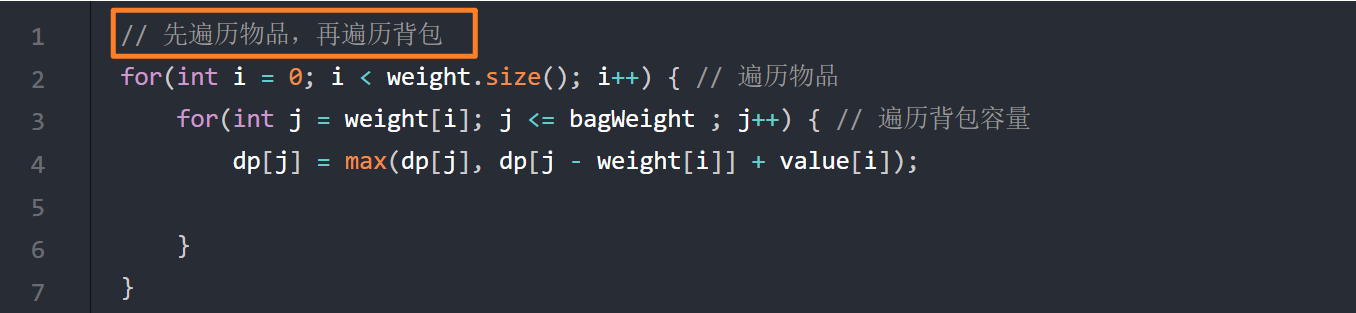 1 // 先遍历物品，再遍历背包
2 for(int i = 0; i < weight.size(); i++) { // 遍历物品
3     for(int j = weight[i]; j <= bagWeight ; j++) { // 遍历背包容量
4         dp[j] = max(dp[j], dp[j - weight[i]] + value[i]);
5
6     }
7 }